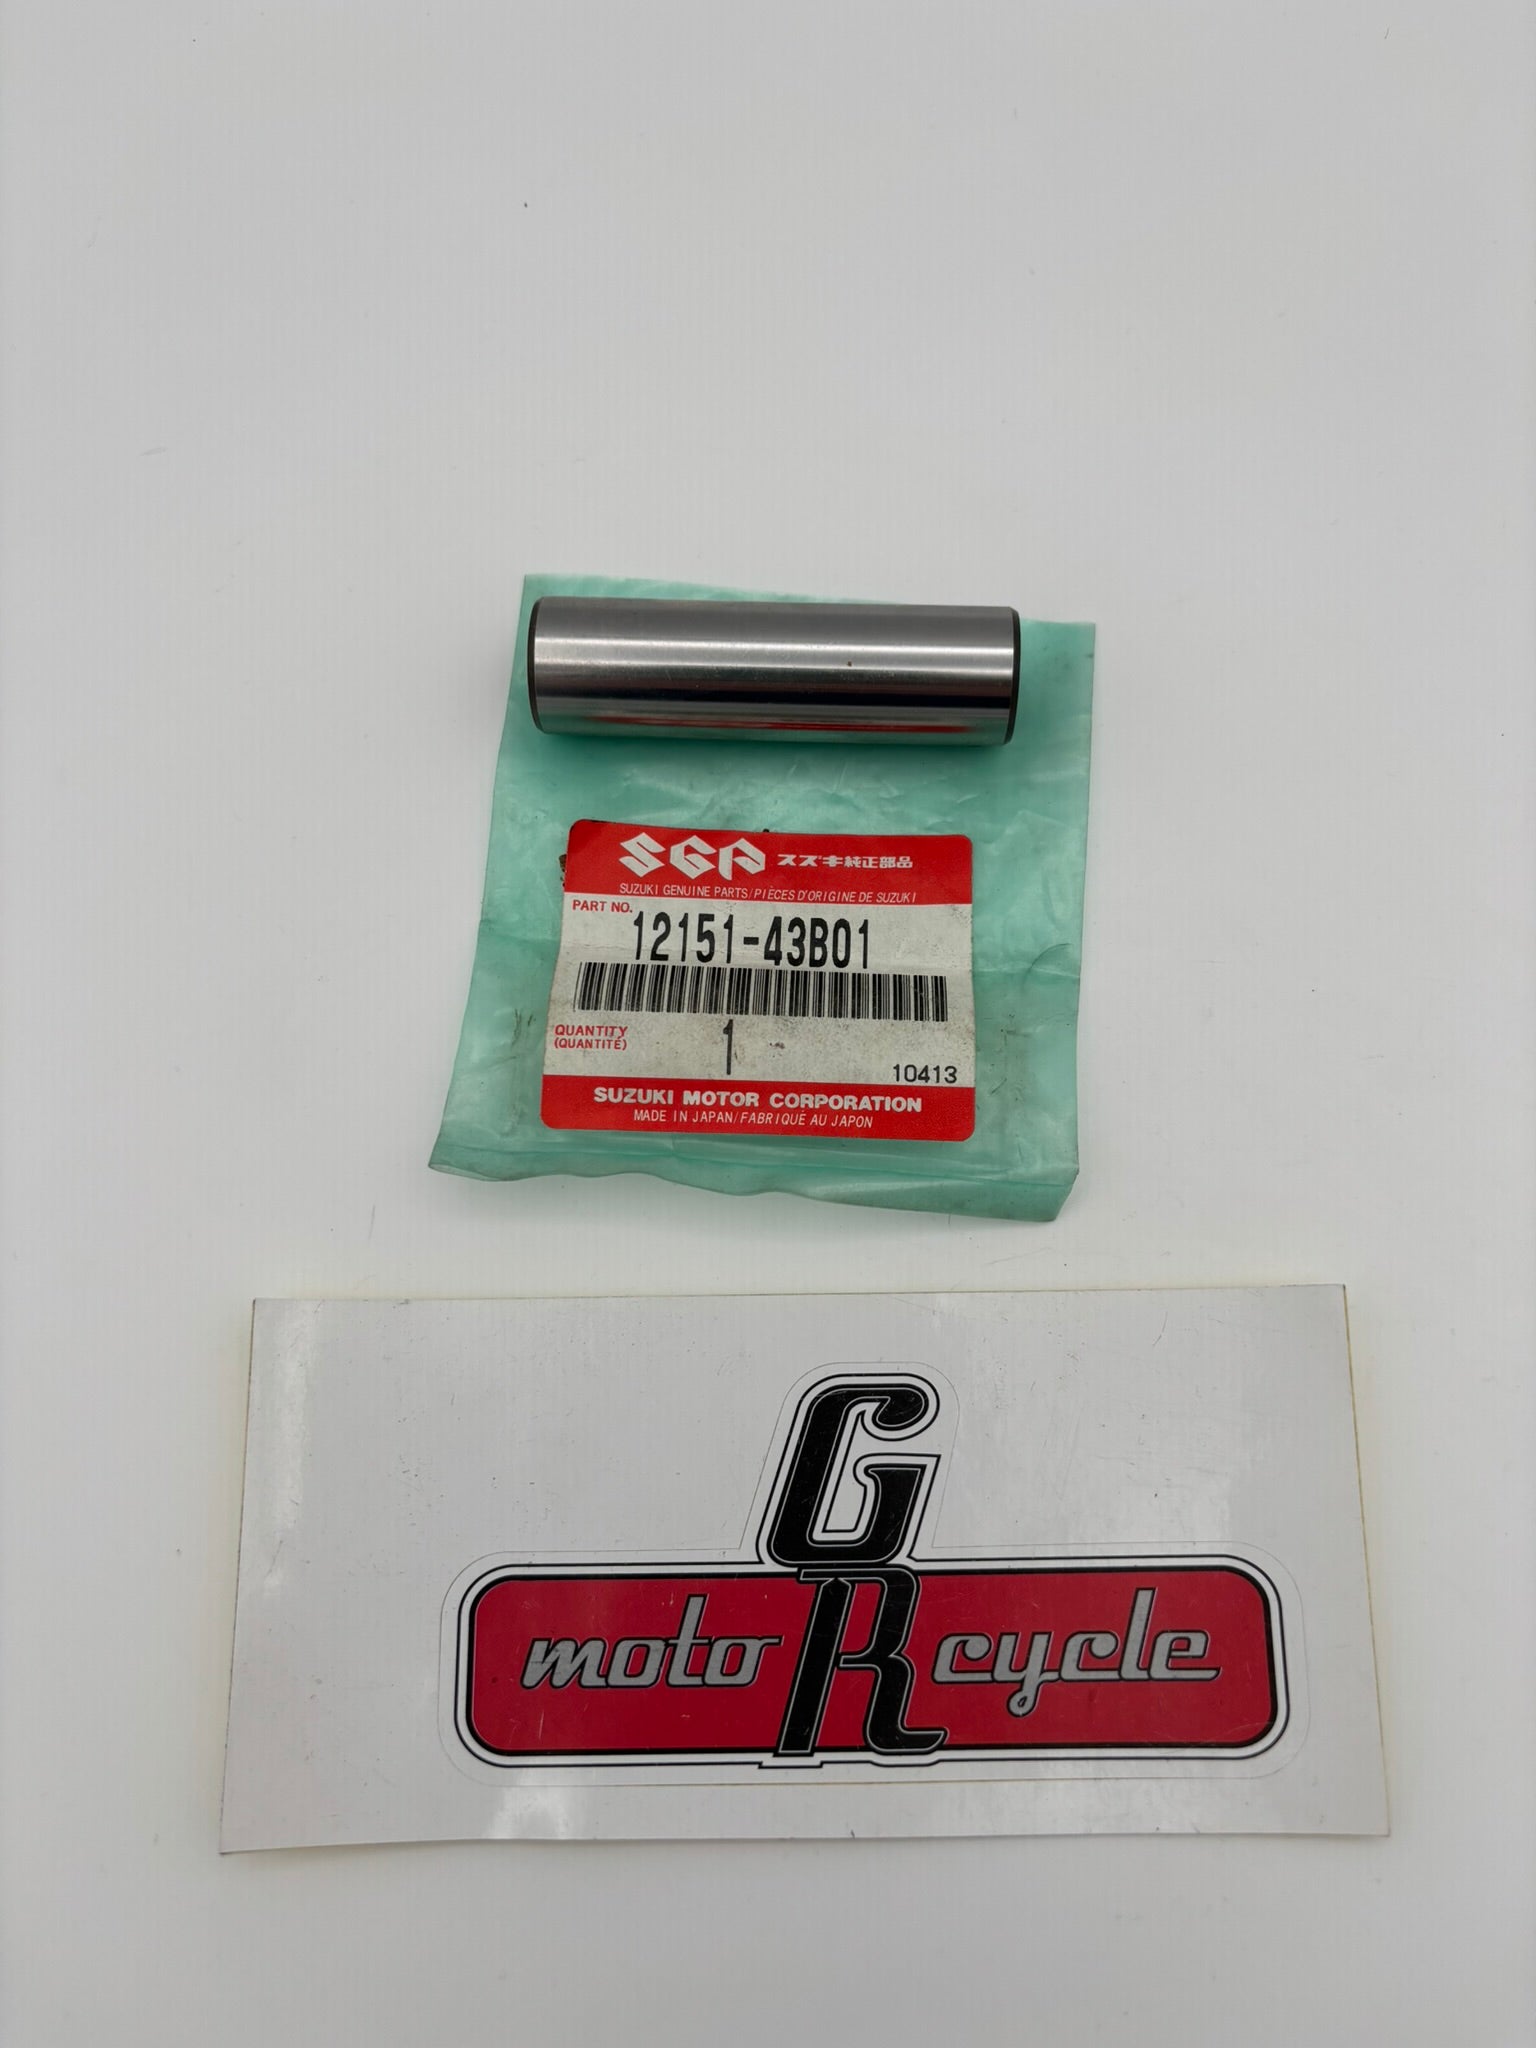 SGP スズキ純正部品
SUZUKI GENUINE PARTS/PIÈCES D'ORIGINE DE SUZUKI
PART NO. 12151-43B01
QUANTITY
(QUANTITÉ)
1
10413
SUZUKI MOTOR CORPORATION
MADE IN JAPAN/FABRIQUÉ AU JAPON
G
moto R cycle